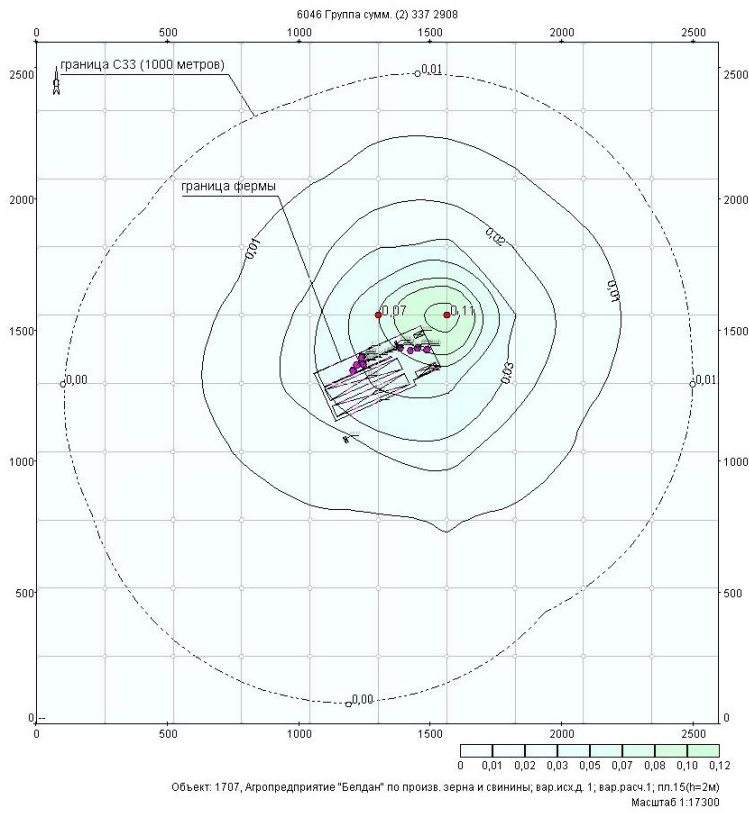 6046 Группа сумм. (2) 337 2908
0 500 1000 1500 2000 2500
2500 2500
граница СЗЗ (1000 метров)
0,01
2000 2000
граница фермы
0,01
0,02
0,01
0,07 0,11
1500 1500
0,03
0,00
0,01
1000 1000
500 500
0,00
0 0
0 500 1000 1500 2000 2500
0 0,01 0,02 0,03 0,05 0,07 0,08 0,10 0,12
Объект: 1707, Агропредприятие "Белдан" по произв. зерна и свинины; вар.исх.д. 1; вар.расч.1; пл.15(h=2м)
Масштаб 1:17300